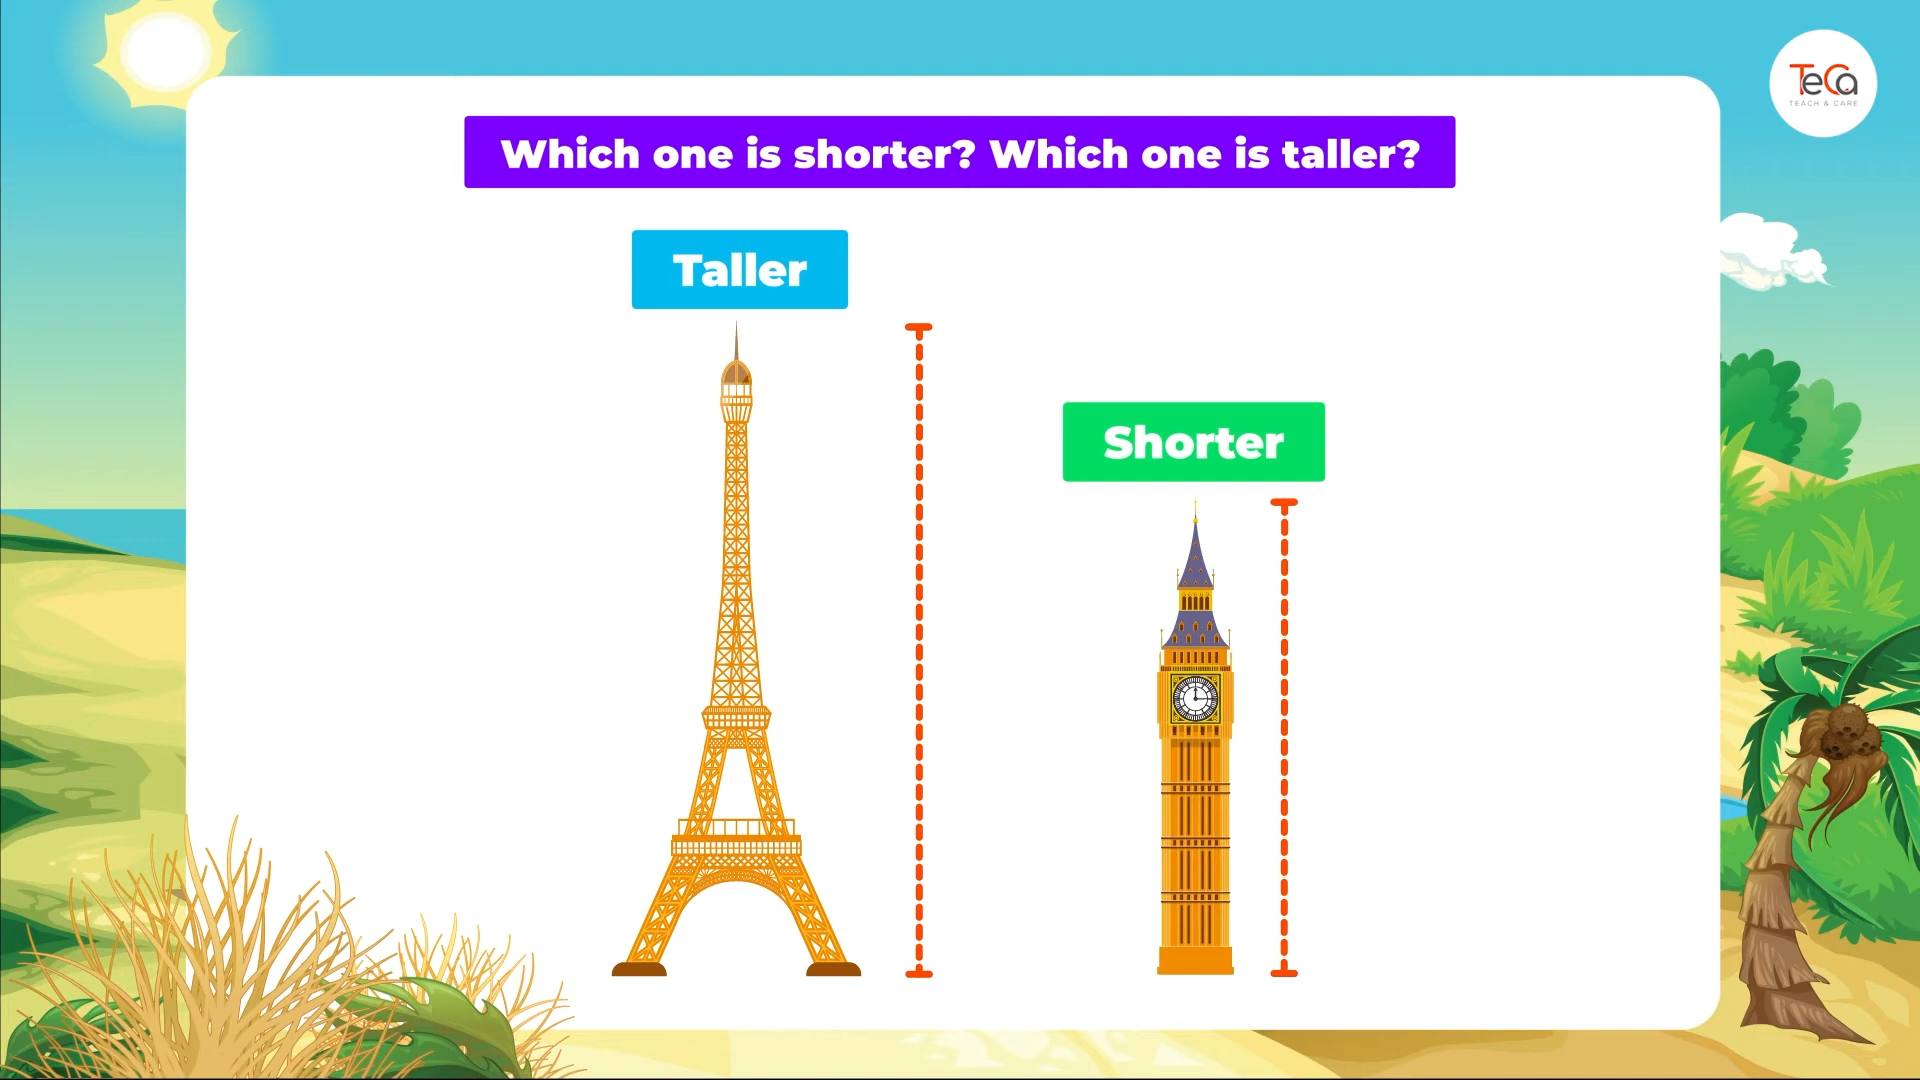 TeCa
TEACH & CARE
Which one is shorter? Which one is taller?
Taller
Shorter